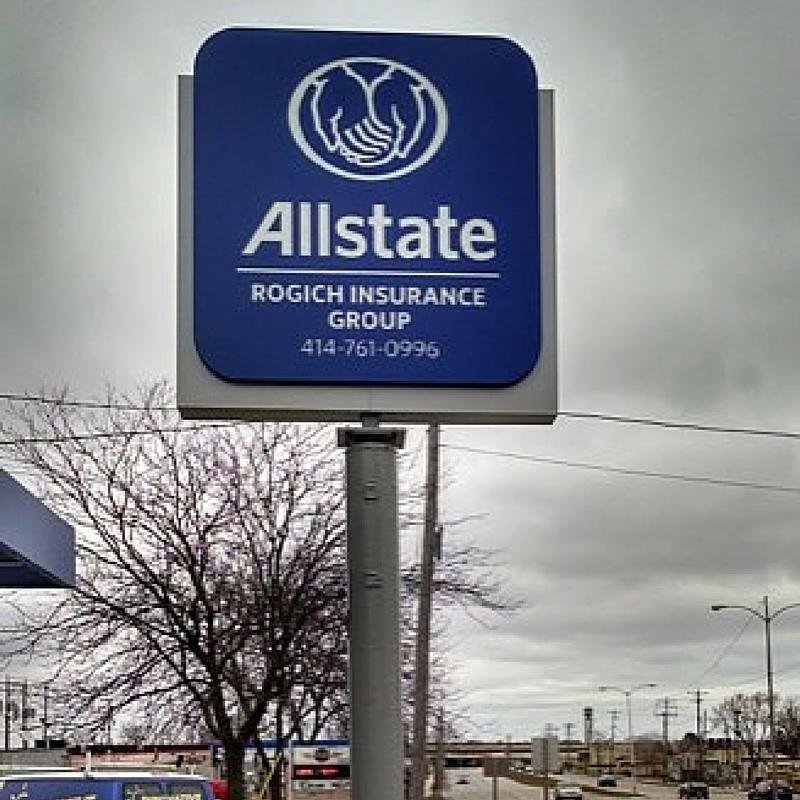 Allstate
ROGICH INSURANCE
GROUP
414-761-0996